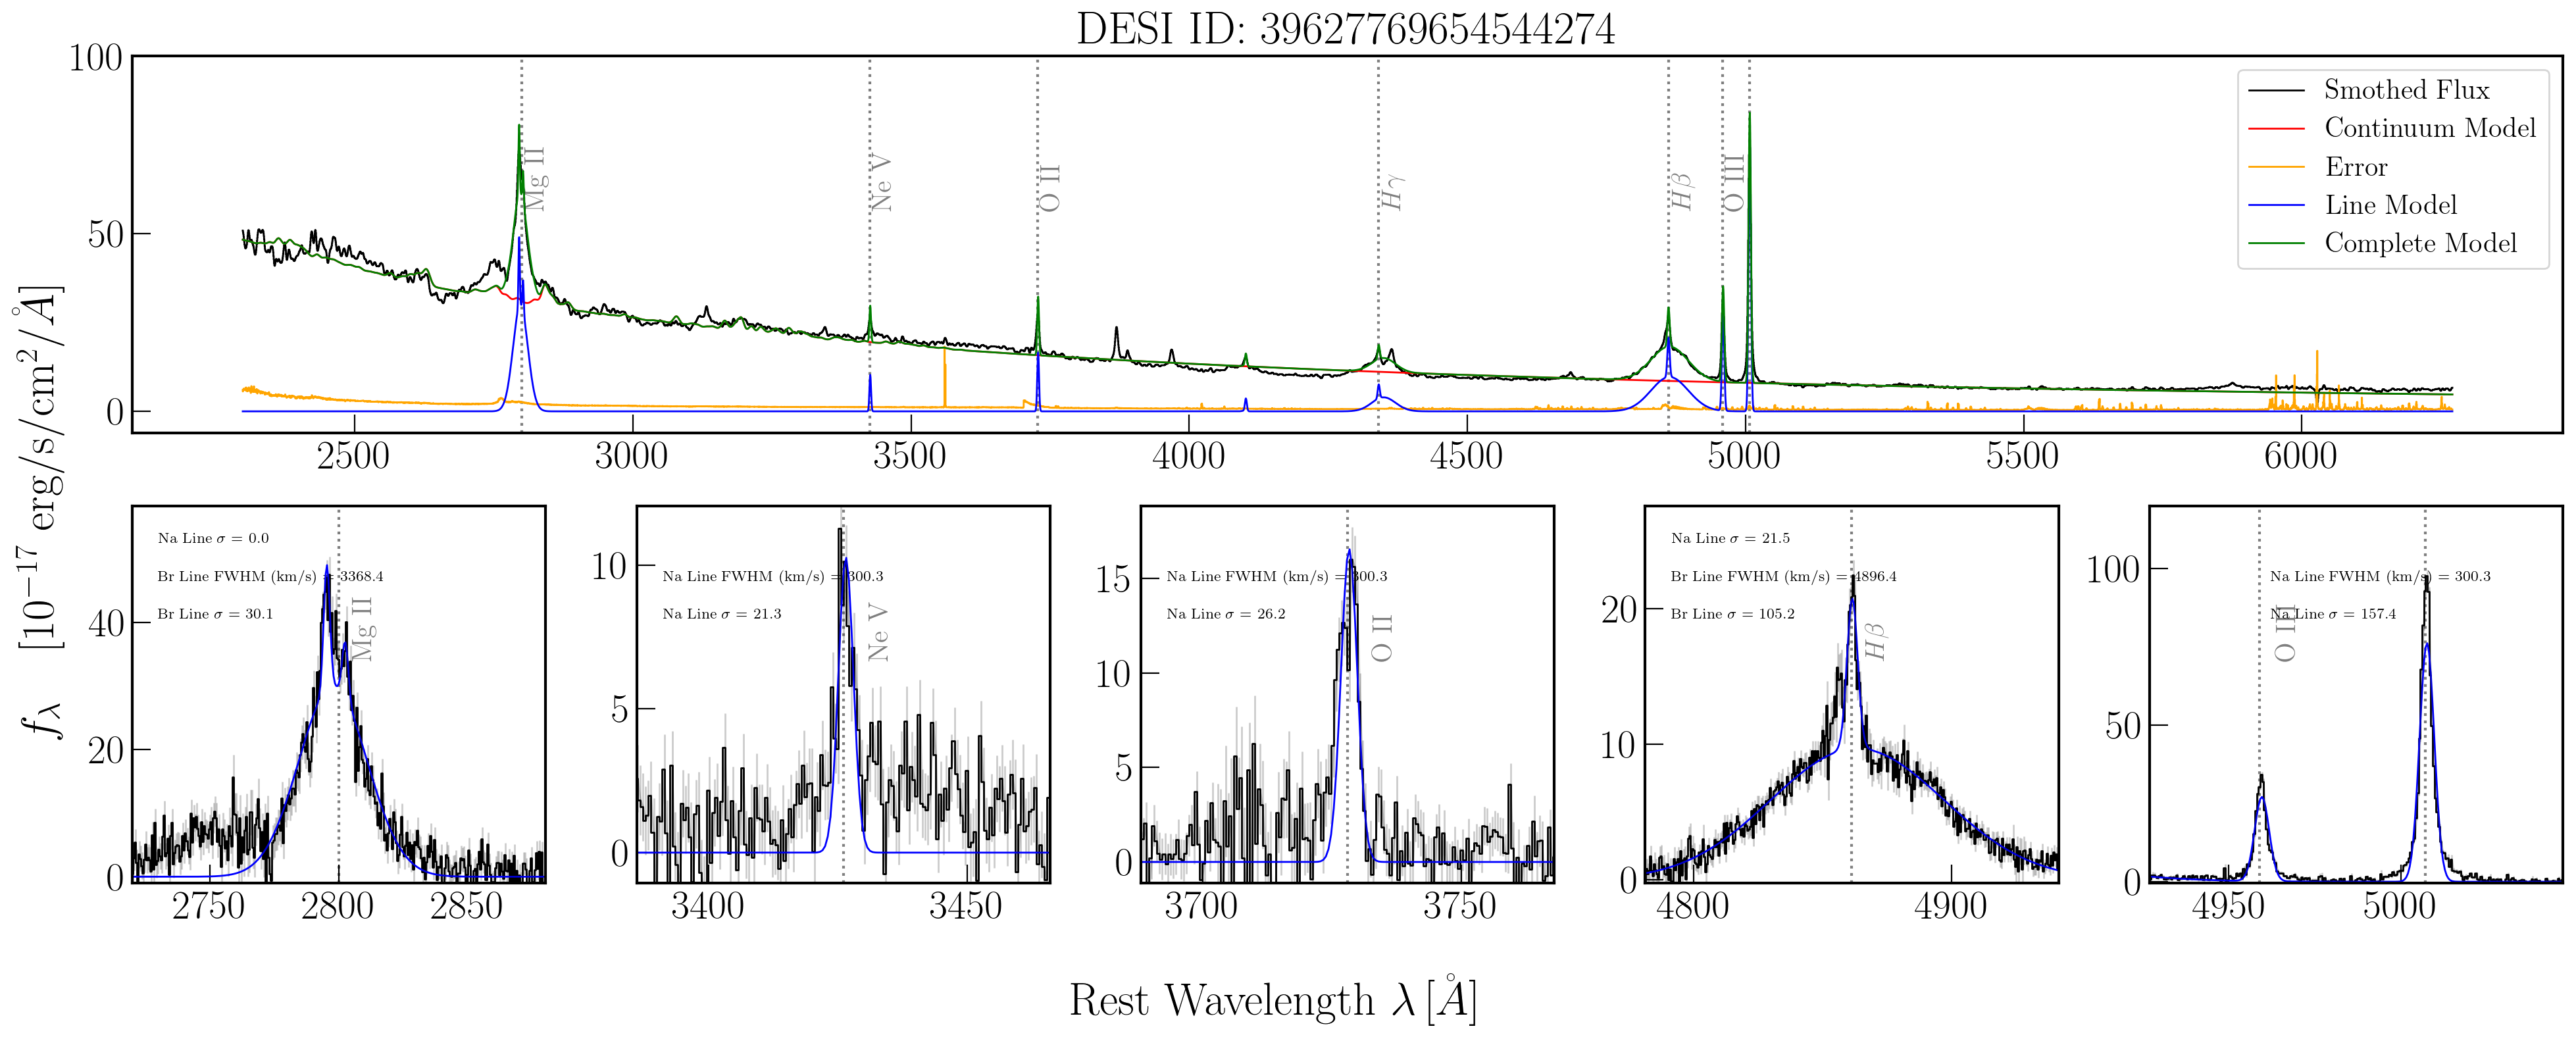 DESI ID: 39627769654544274
100
50
0
Mg II
Ne V
O II
Hγ
Hβ
O III
Smothed Flux
Continuum Model
Error
Line Model
Complete Model
2500 3000 3500 4000 4500 5000 5500 6000
f_λ [10^{-17} erg/s/cm^2/Å]
Na Line σ = 0.0
Br Line FWHM (km/s) = 3368.4
Br Line σ = 30.1
Mg II
40
20
0
2750 2800 2850
Na Line FWHM (km/s) = 300.3
Na Line σ = 21.3
Ne V
10
5
0
3400 3450
Na Line FWHM (km/s) = 300.3
Na Line σ = 26.2
O II
15
10
5
0
3700 3750
Na Line σ = 21.5
Br Line FWHM (km/s) = 4896.4
Br Line σ = 105.2
Hβ
20
10
0
4800 4900
Na Line FWHM (km/s) = 300.3
Na Line σ = 157.4
O III
100
50
0
4950 5000
Rest Wavelength λ [Å]